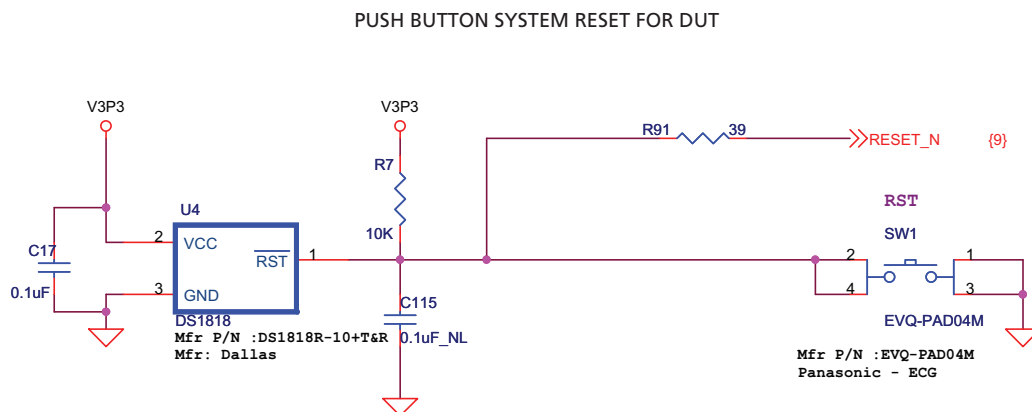 PUSH BUTTON SYSTEM RESET FOR DUT
V3P3
V3P3
R91
39
RESET_N
{9}
R7
10K
RST
SW1
U4
2
VCC
RST
1
C17
0.1uF
3
GND
DS1818
Mfr P/N :DS1818R-10+T&R
Mfr: Dallas
C115
0.1uF_NL
2
4
1
3
EVQ-PAD04M
Mfr P/N :EVQ-PAD04M
Panasonic - ECG